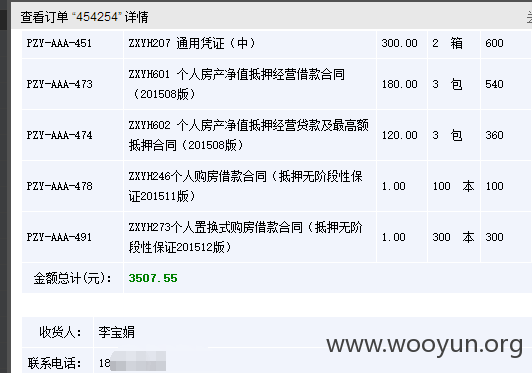 查看订单 “454254” 详情
PZY-AAA-451 ZXYH207 通用凭证（中） 300.00 2 箱 600
PZY-AAA-473 ZXYH601 个人房产净值抵押经营借款合同
（201508版） 180.00 3 包 540
PZY-AAA-474 ZXYH602 个人房产净值抵押经营贷款及最高额
抵押合同（201508版） 120.00 3 包 360
PZY-AAA-478 ZXYH246个人购房借款合同（抵押无阶段性保
证201511版） 1.00 100 本 100
PZY-AAA-491 ZXYH273个人置换式购房借款合同（抵押无阶
段性保证201512版） 1.00 300 本 300
金额总计(元): 3507.55
收货人： 李宝娟
联系电话： 18
www.wooyun.org